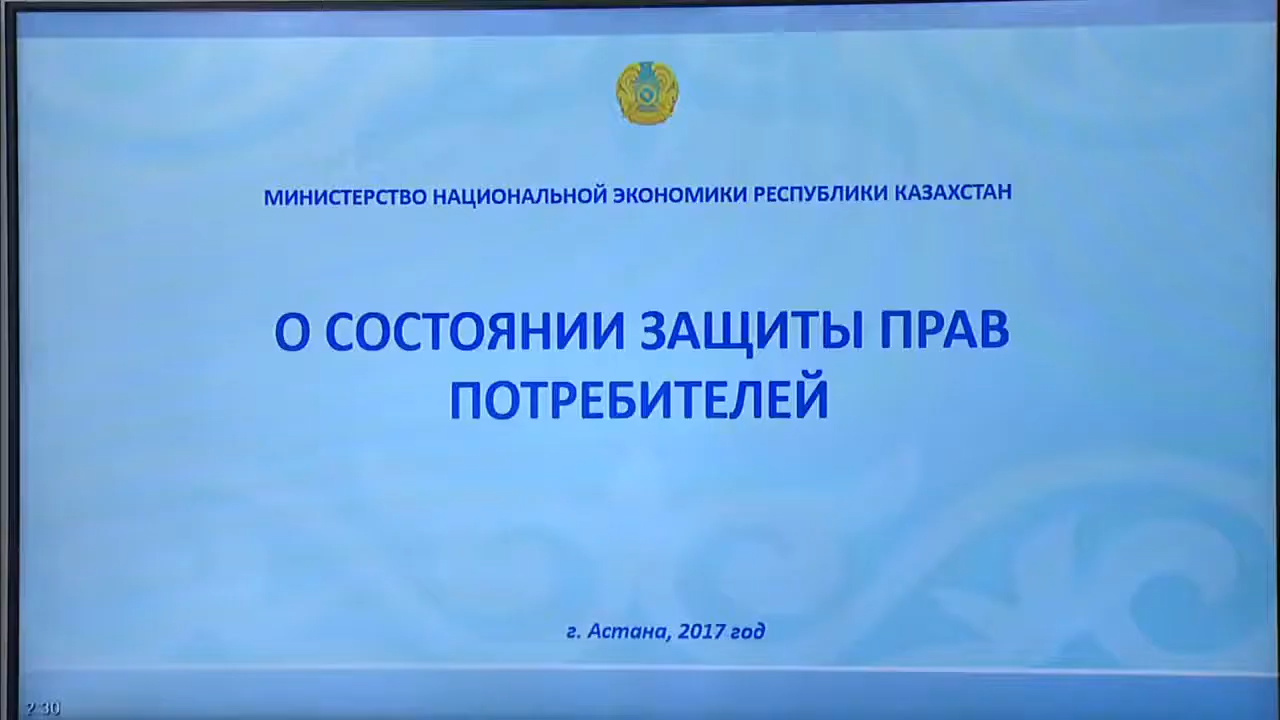 МИНИСТЕРСТВО НАЦИОНАЛЬНОЙ ЭКОНОМИКИ РЕСПУБЛИКИ КАЗАХСТАН
О СОСТОЯНИИ ЗАЩИТЫ ПРАВ
ПОТРЕБИТЕЛЕЙ
г. Астана, 2017 год
2:30